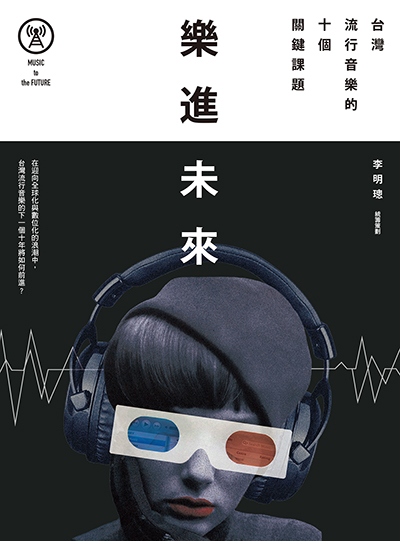 MUSIC
to
the FUTURE
樂進未來
台灣
流行音樂的
十個
關鍵課題
李明璁 統籌策劃
在迎向全球化與數位化的浪潮中，
台灣流行音樂的下一個十年將如何前進？